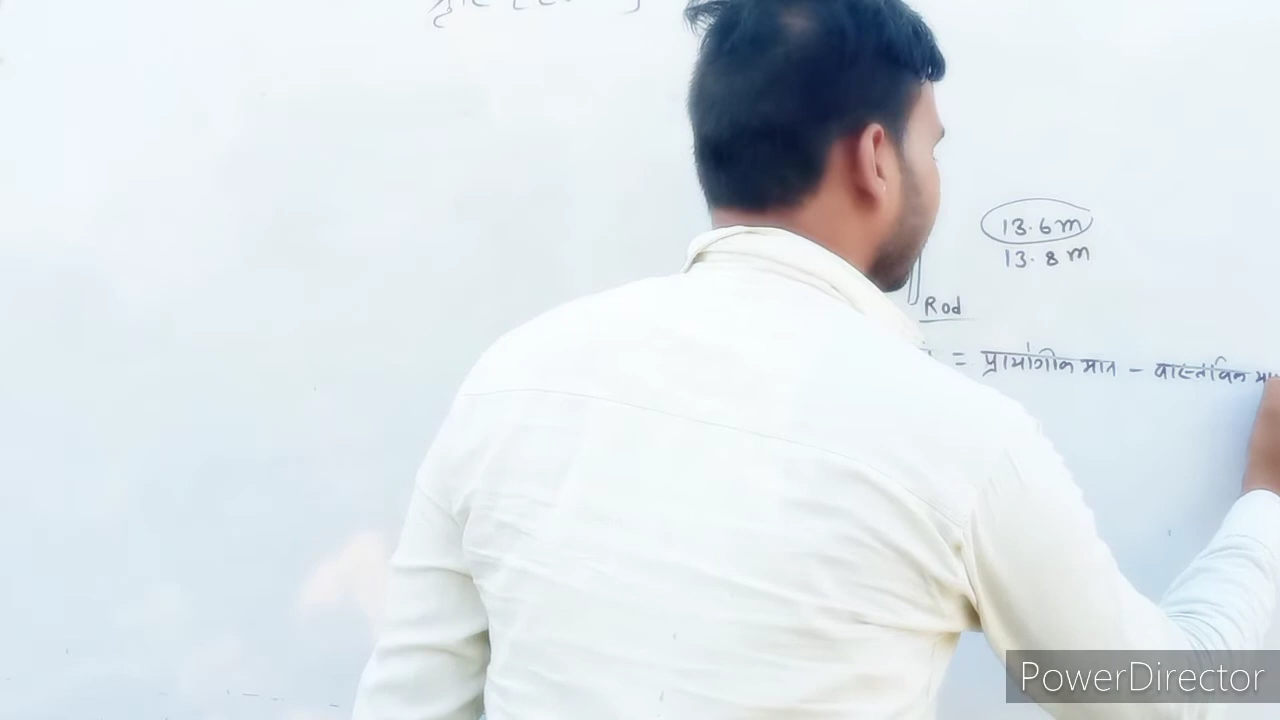 13.6 m
13.8 m
Rod
= प्रायोगिक मान - वास्तविक
PowerDirector